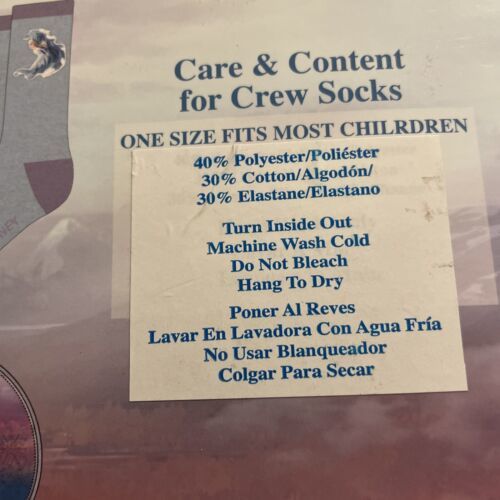 Care & Content
for Crew Socks
ONE SIZE FITS MOST CHILRDREN
40% Polyester/Poliéster
30% Cotton/Algodón/
30% Elastane/Elastano
Turn Inside Out
Machine Wash Cold
Do Not Bleach
Hang To Dry
Poner Al Reves
Lavar En Lavadora Con Agua Fría
No Usar Blanqueador
Colgar Para Secar